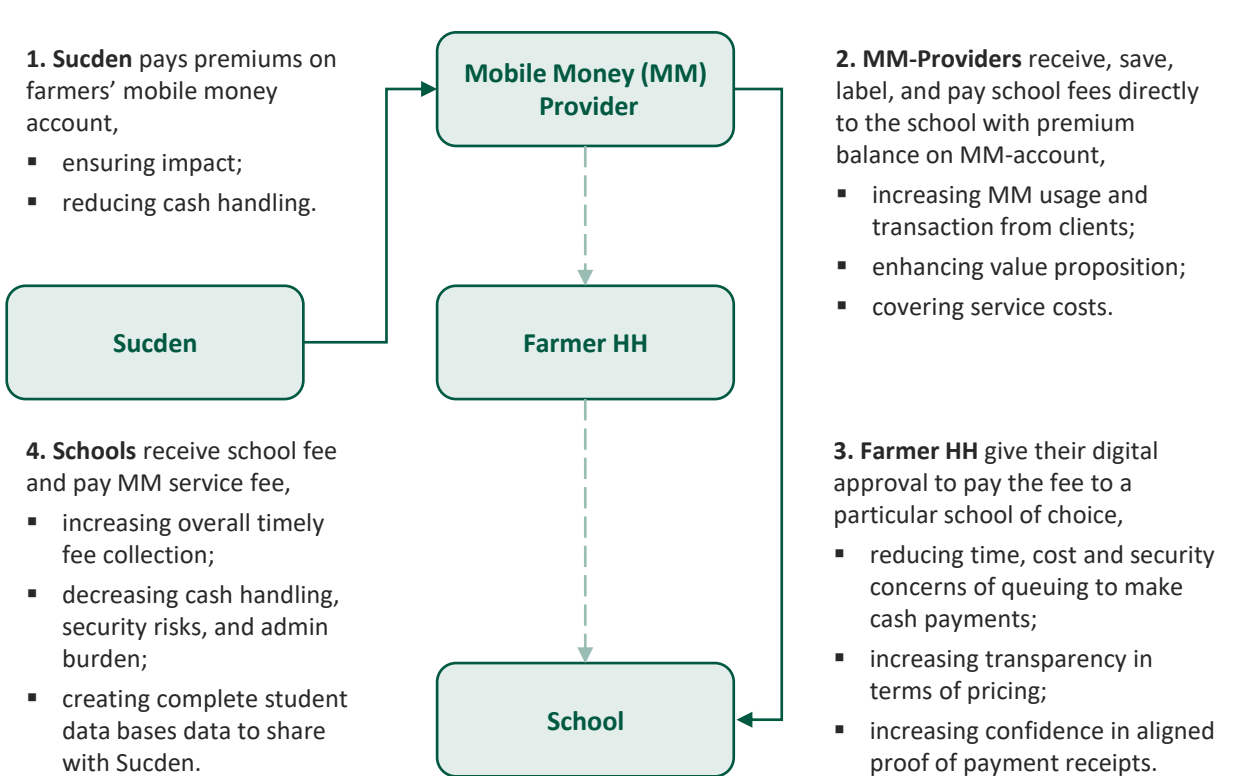 1. Sucden pays premiums on
farmers’ mobile money
account,
▪ ensuring impact;
▪ reducing cash handling.
Mobile Money (MM)
Provider
2. MM-Providers receive, save,
label, and pay school fees directly
to the school with premium
balance on MM-account,
▪ increasing MM usage and
transaction from clients;
▪ enhancing value proposition;
▪ covering service costs.
Sucden
Farmer HH
4. Schools receive school fee
and pay MM service fee,
▪ increasing overall timely
fee collection;
▪ decreasing cash handling,
security risks, and admin
burden;
▪ creating complete student
data bases data to share
with Sucden.
School
3. Farmer HH give their digital
approval to pay the fee to a
particular school of choice,
▪ reducing time, cost and security
concerns of queuing to make
cash payments;
▪ increasing transparency in
terms of pricing;
▪ increasing confidence in aligned
proof of payment receipts.